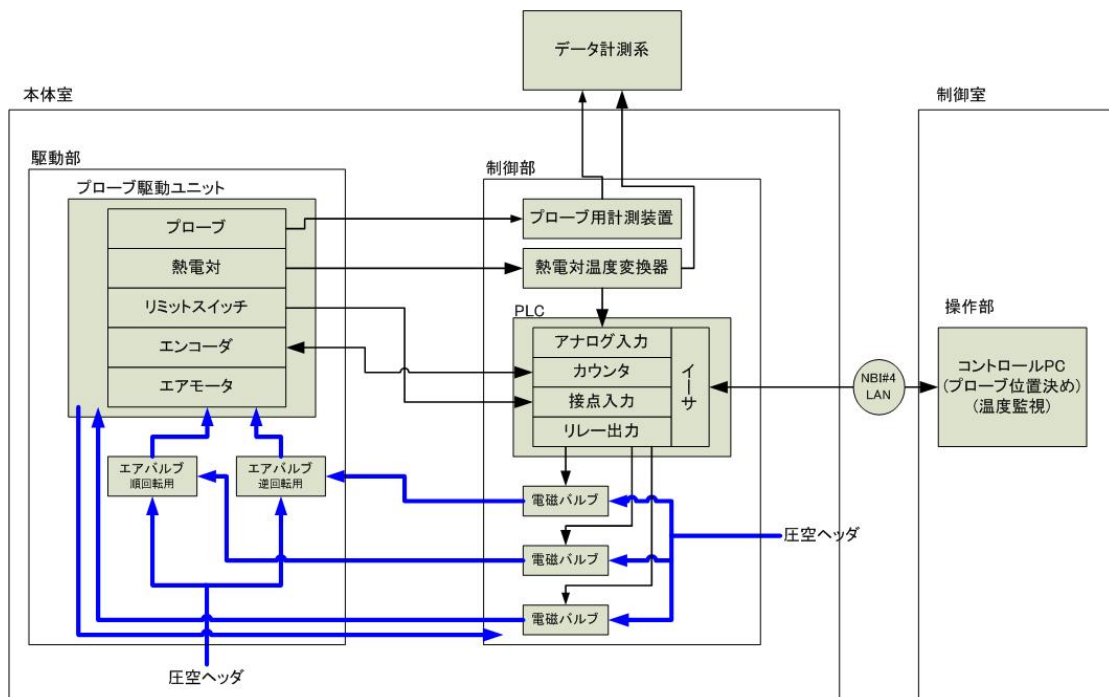 データ計測系
本体室
制御室
駆動部
制御部
プローブ駆動ユニット
プローブ
熱電対
リミットスイッチ
エンコーダ
エアモータ
プローブ用計測装置
熱電対温度変換器
PLC
アナログ入力
カウンタ
接点入力
リレー出力
イーサ
NBI#4
LAN
操作部
コントロールPC
(プローブ位置決め)
(温度監視)
エアバルブ
順回転用
エアバルブ
逆回転用
電磁バルブ
電磁バルブ
電磁バルブ
圧空ヘッダ
圧空ヘッダ